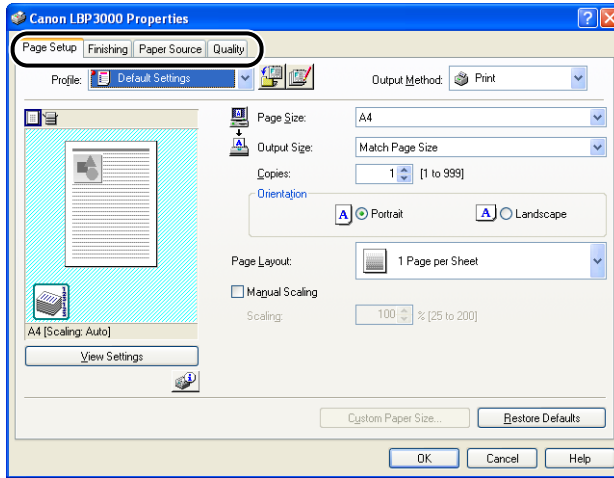 Canon LBP3000 Properties
Page Setup Finishing Paper Source Quality
Profile: Default Settings Output Method: Print
Page Size: A4
Output Size: Match Page Size
Copies: 1 [1 to 999]
Orientation
A Portrait A Landscape
Page Layout: 1 Page per Sheet
Manual Scaling
Scaling: 100 % [25 to 200]
A4 [Scaling: Auto]
View Settings
Custom Paper Size... Restore Defaults
OK Cancel Help